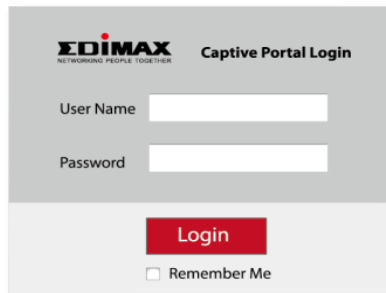 EDIMAX Captive Portal Login
NETWORKING PEOPLE TOGETHER
User Name
Password
Login
Remember Me